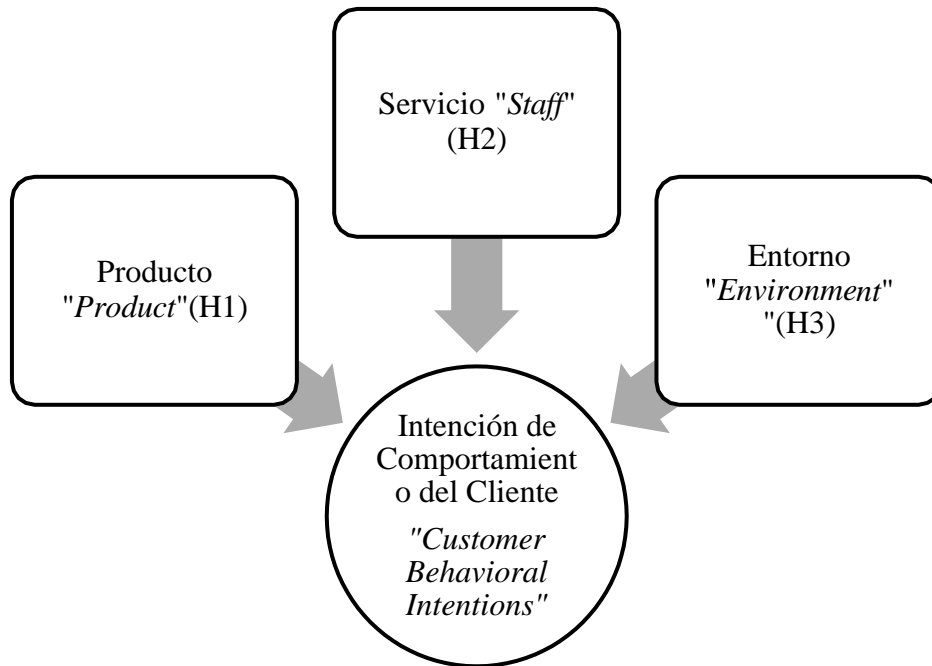 Servicio "Staff"
(H2)
Producto
"Product"(H1)
Entorno
"Environment"
"(H3)
Intención de
Comportamient
o del Cliente
"Customer
Behavioral
Intentions"